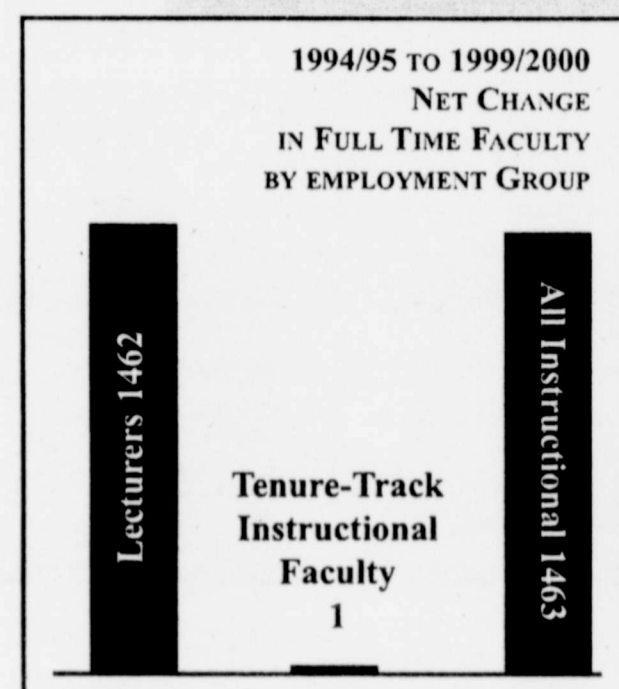 1994/95 TO 1999/2000
NET CHANGE
IN FULL TIME FACULTY
BY EMPLOYMENT GROUP
Lecturers 1462
Tenure-Track
Instructional
Faculty
1
All Instructional 1463